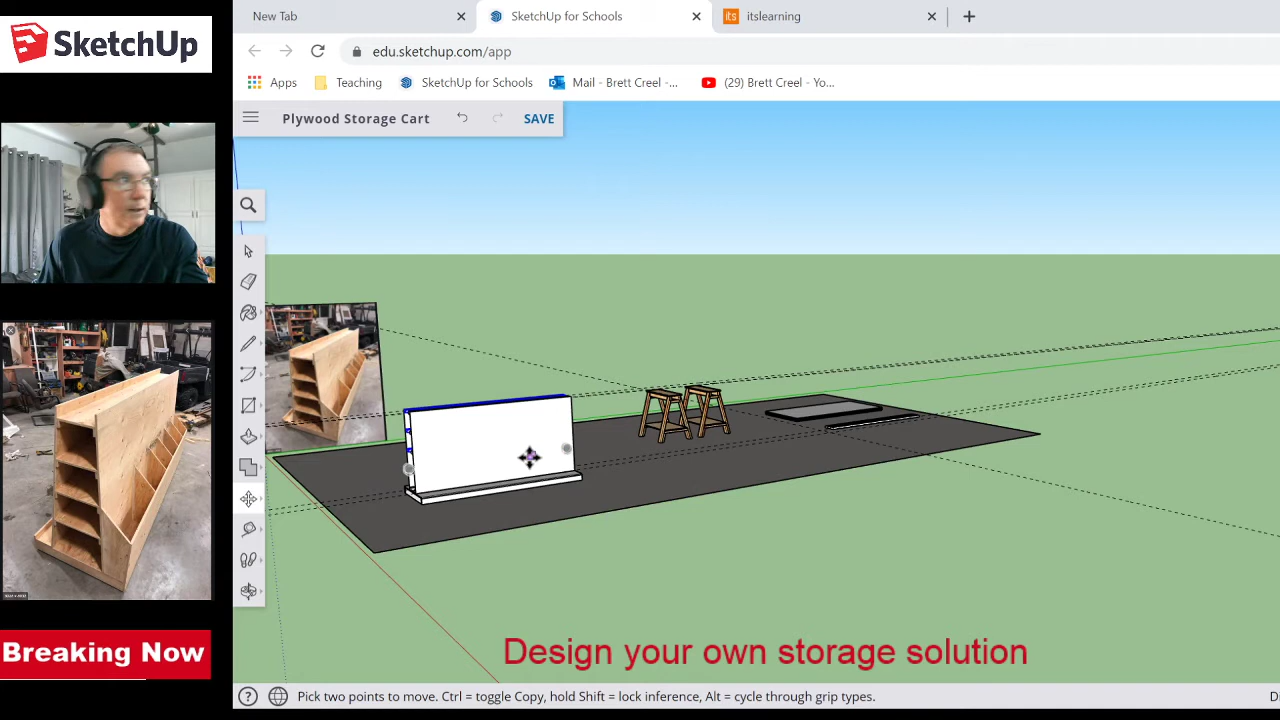 SketchUp
New Tab
SketchUp for Schools
itslearning
edu.sketchup.com/app
Apps
Teaching
SketchUp for Schools
Mail - Brett Creel -...
(29) Brett Creel - Yo...
Plywood Storage Cart
SAVE
Breaking Now
Design your own storage solution
Pick two points to move. Ctrl = toggle Copy, hold Shift = lock inference, Alt = cycle through grip types.